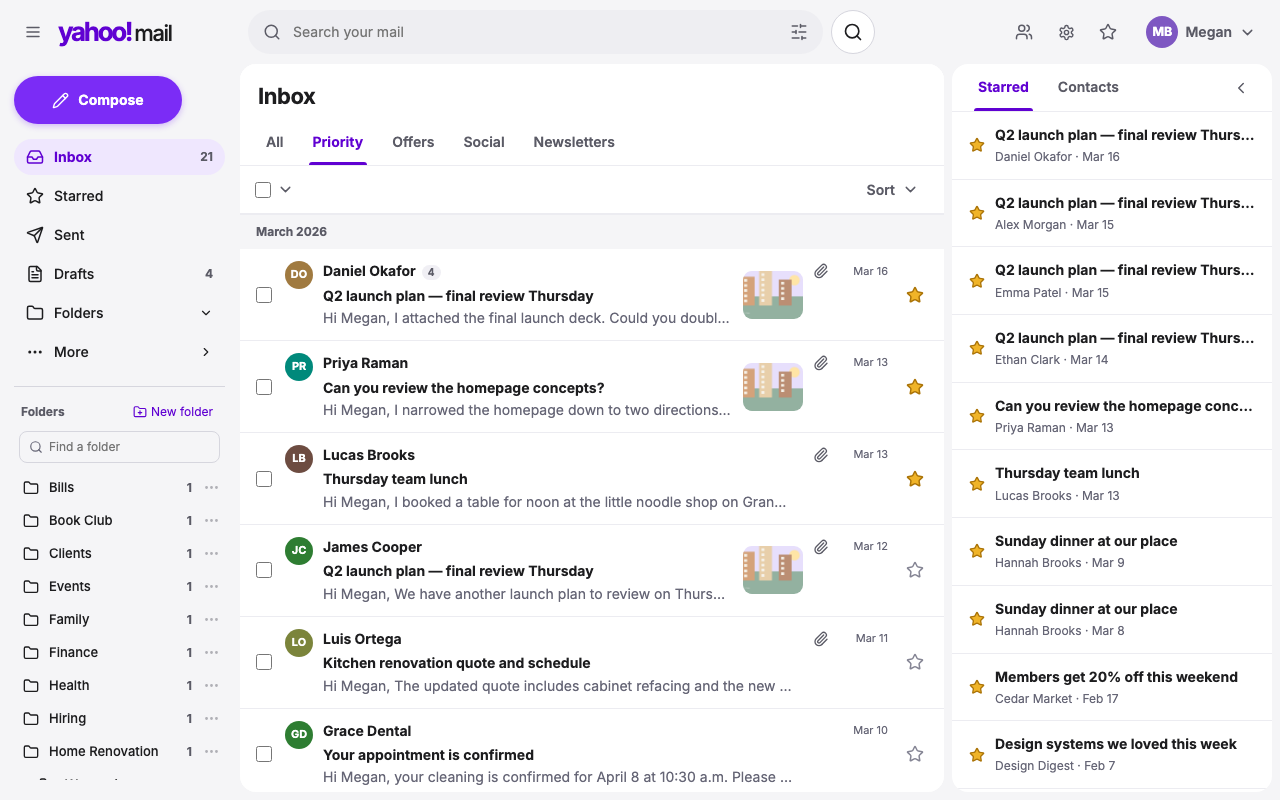 yahoo!mail
Search your mail
MB Megan
Compose
Inbox 21
Starred
Sent
Drafts 4
Folders
More
Folders New folder
Find a folder
Bills 1
Book Club 1
Clients 1
Events 1
Family 1
Finance 1
Health 1
Hiring 1
Home Renovation 1
Inbox
All Priority Offers Social Newsletters
Sort
March 2026
DO Daniel Okafor 4 Mar 16
Q2 launch plan — final review Thursday
Hi Megan, I attached the final launch deck. Could you doubl...
PR Priya Raman Mar 13
Can you review the homepage concepts?
Hi Megan, I narrowed the homepage down to two directions...
LB Lucas Brooks Mar 13
Thursday team lunch
Hi Megan, I booked a table for noon at the little noodle shop on Gran...
JC James Cooper Mar 12
Q2 launch plan — final review Thursday
Hi Megan, We have another launch plan to review on Thurs...
LO Luis Ortega Mar 11
Kitchen renovation quote and schedule
Hi Megan, The updated quote includes cabinet refacing and the new ...
GD Grace Dental Mar 10
Your appointment is confirmed
Hi Megan, your cleaning is confirmed for April 8 at 10:30 a.m. Please ...
Starred Contacts
Q2 launch plan — final review Thurs...
Daniel Okafor · Mar 16
Q2 launch plan — final review Thurs...
Alex Morgan · Mar 15
Q2 launch plan — final review Thurs...
Emma Patel · Mar 15
Q2 launch plan — final review Thurs...
Ethan Clark · Mar 14
Can you review the homepage conc...
Priya Raman · Mar 13
Thursday team lunch
Lucas Brooks · Mar 13
Sunday dinner at our place
Hannah Brooks · Mar 9
Sunday dinner at our place
Hannah Brooks · Mar 8
Members get 20% off this weekend
Cedar Market · Feb 17
Design systems we loved this week
Design Digest · Feb 7